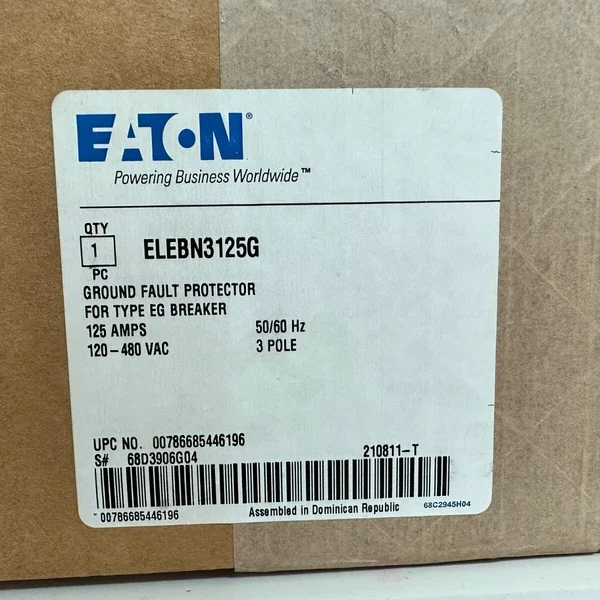 EATON®
Powering Business Worldwide™
QTY
1
PC
ELEBN3125G
GROUND FAULT PROTECTOR
FOR TYPE EG BREAKER
125 AMPS 50/60 Hz
120-480 VAC 3 POLE
UPC NO. 00786685446196
S# 68D3906G04 210811-T
00786685446196 Assembled in Dominican Republic 68C2945H04